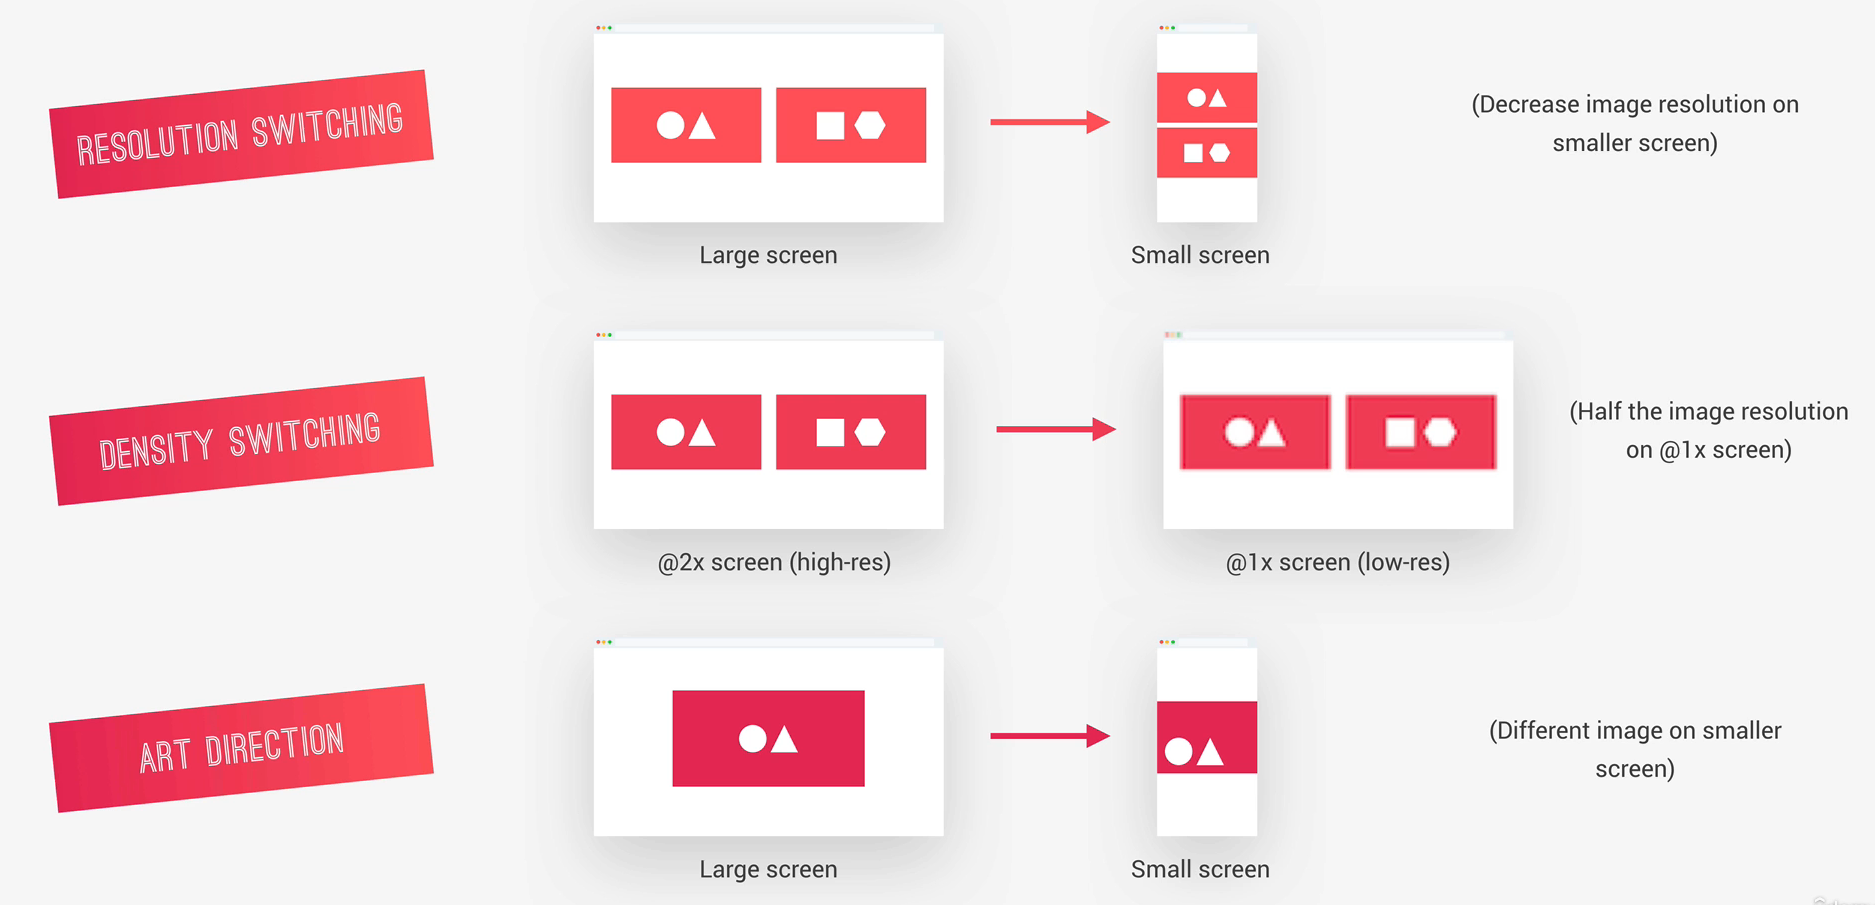 RESOLUTION SWITCHING
Large screen
Small screen
(Decrease image resolution on
smaller screen)
DENSITY SWITCHING
@2x screen (high-res)
@1x screen (low-res)
(Half the image resolution
on @1x screen)
ART DIRECTION
Large screen
Small screen
(Different image on smaller
screen)